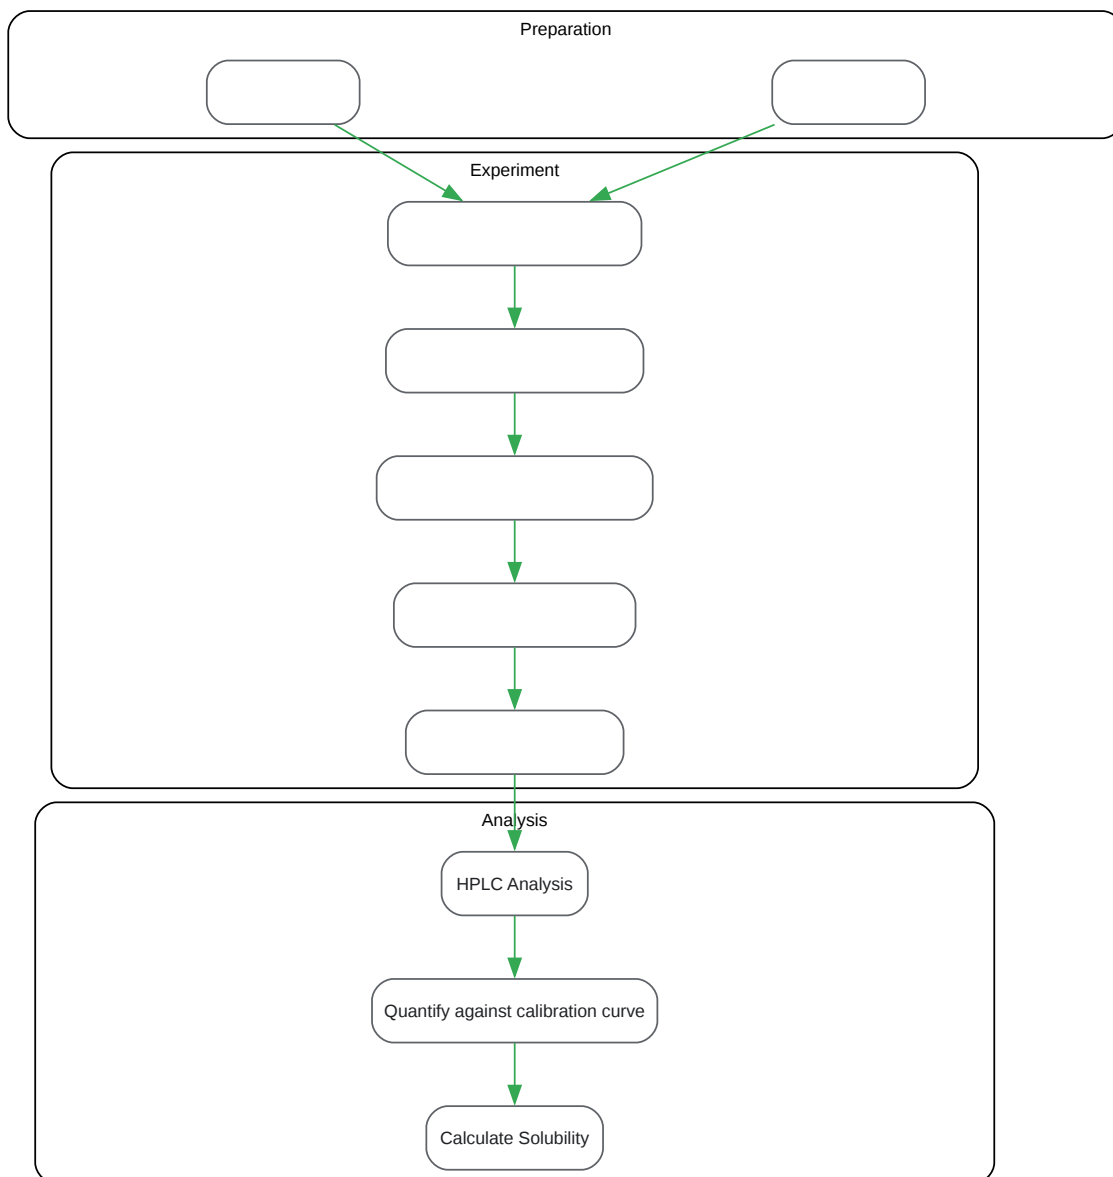 Preparation
Experiment
Analysis
HPLC Analysis
Quantify against calibration curve
Calculate Solubility